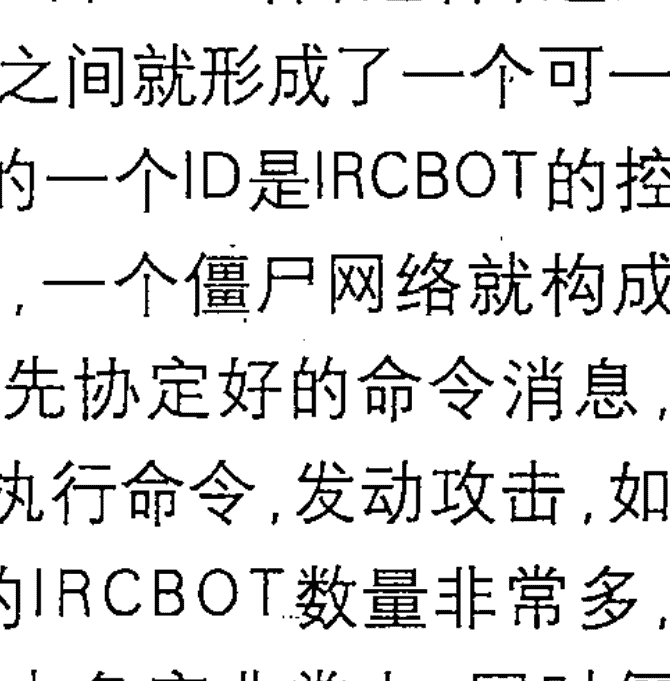 之间就形成了一个可一
的一个ID是IRCBOT的控
,一个僵尸网络就构成
先协定好的命令消息,
执行命令,发动攻击,如
的IRCBOT数量非常多,